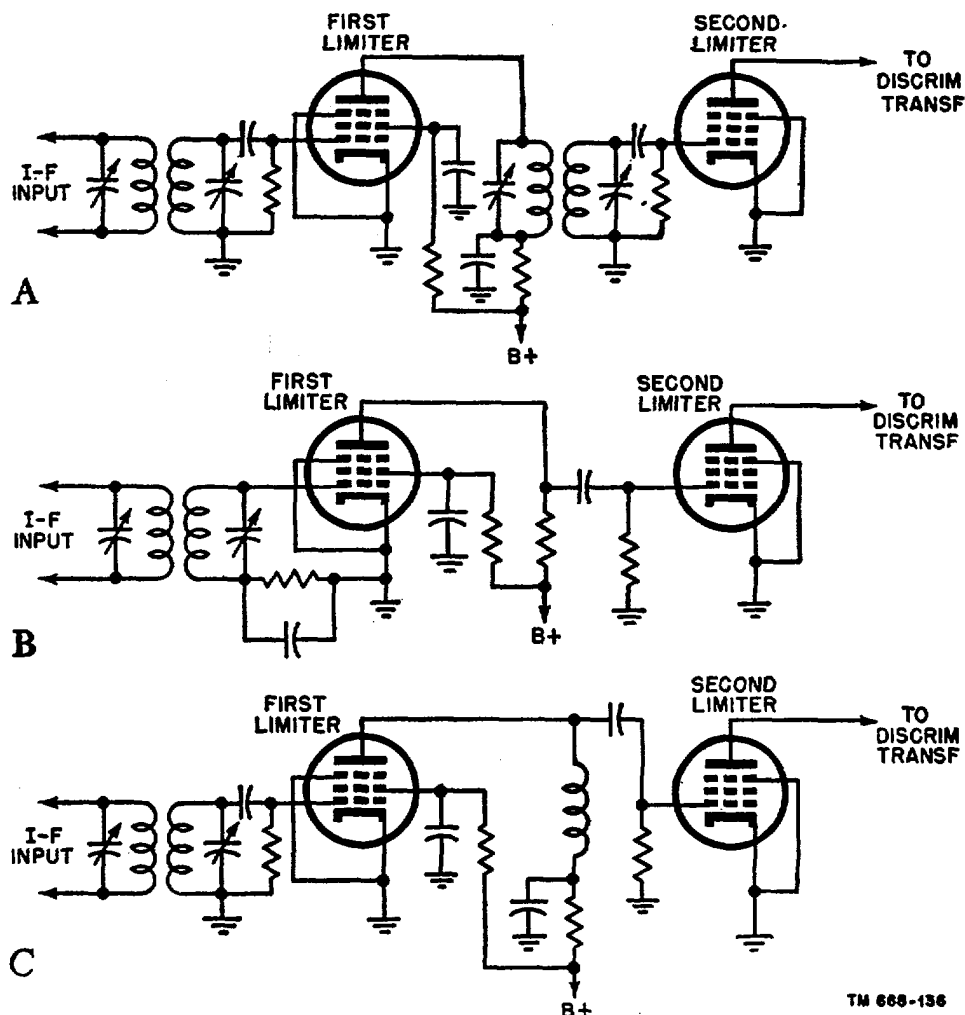 FIRST
LIMITER
SECOND.
LIMITER
TO
DISCRIM
TRANSF
I-F
INPUT
B+
A
FIRST
LIMITER
SECOND
LIMITER
TO
DISCRIM
TRANSF
I-F
INPUT
B+
B
FIRST
LIMITER
SECOND
LIMITER
TO
DISCRIM
TRANSF
I-F
INPUT
B+
C
TM 668-136